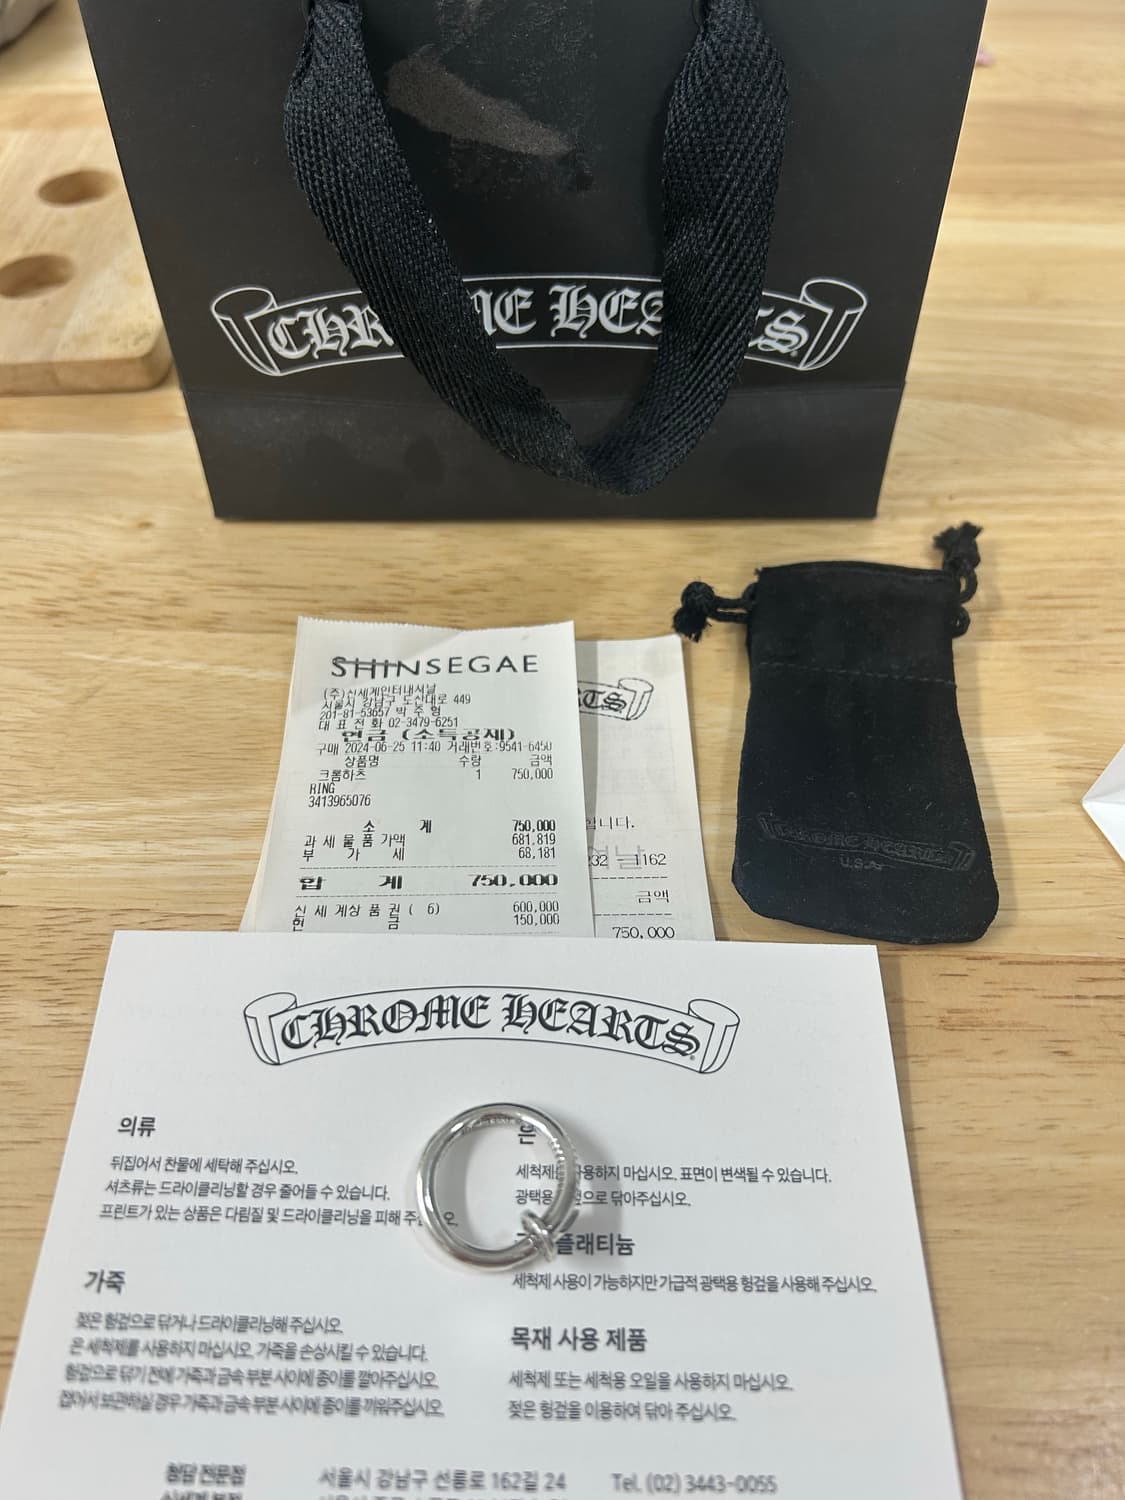 CHROME HEARTS
SHINSEGAE
(주)신세계인터내셔날
서울시 강남구 도산대로 449
201-81-53657 박 주 형
대 표 전 화 02-3479-6251
현금 (소득공제)
구매 2024-06-25 11:40 거래번호:9541-6450
상품명 수량 금액
크롬하츠 1 750,000
RING
3413965076
소 계 750,000
과 세 물 품 가액 681,819
부 가 세 68,181
합 계 750,000
신 세 계상 품 권 ( 6) 600,000
현 금 150,000
RTS
합니다.
232 1162
금액
750,000
CHROME HEARTS
U.S.A.
CHROME HEARTS
의류
뒤집어서 찬물에 세탁해 주십시오.
셔츠류는 드라이클리닝할 경우 줄어들 수 있습니다.
프린트가 있는 상품은 다림질 및 드라이클리닝을 피해 주 오.
가죽
젖은 헝겊으로 닦거나 드라이클리닝해 주십시오.
은 세척제를 사용하지 마십시오. 가죽을 손상시킬 수 있습니다.
헝겊으로 닦기 전에 가죽과 금속 부분 사이에 종이를 깔아주십시오.
접어서 보관하실 경우 가죽과 금속 부분 사이에 종이를 끼워주십시오.
은
세척제 사용하지 마십시오. 표면이 변색될 수 있습니다.
광택용 헝겊으로 닦아주십시오.
플래티늄
세척제 사용이 가능하지만 가급적 광택용 헝겊을 사용해 주십시오.
목재 사용 제품
세척제 또는 세척용 오일을 사용하지 마십시오.
젖은 헝겊을 이용하여 닦아 주십시오.
청담 전문점 서울시 강남구 선릉로 162길 24 Tel. (02) 3443-0055